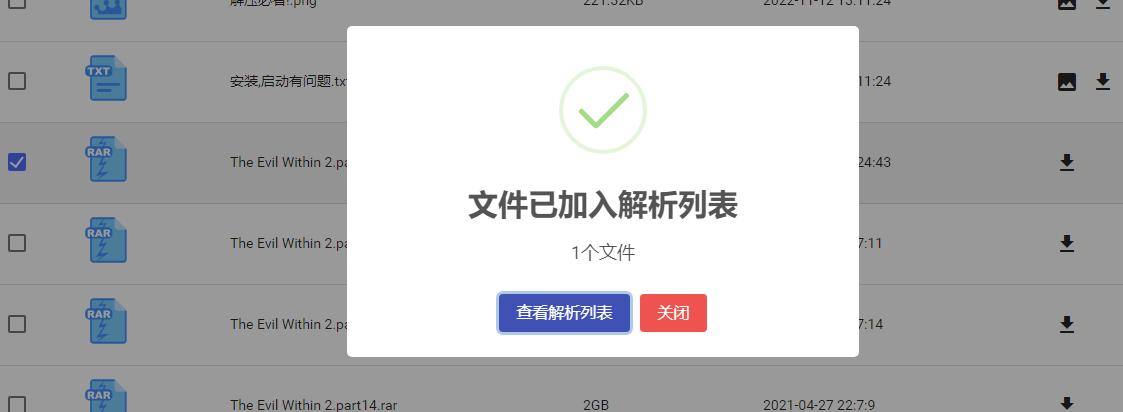 解压必看!.png 221.32KB 2022-11-12 13:11:24
TXT 安装,启动有问题.tx 11:24
RAR The Evil Within 2.pa 24:43
文件已加入解析列表
RAR The Evil Within 2.pa 7:11
1个文件
查看解析列表 关闭
RAR The Evil Within 2.pa 7:14
RAR The Evil Within 2.part14.rar 2GB 2021-04-27 22:7:9